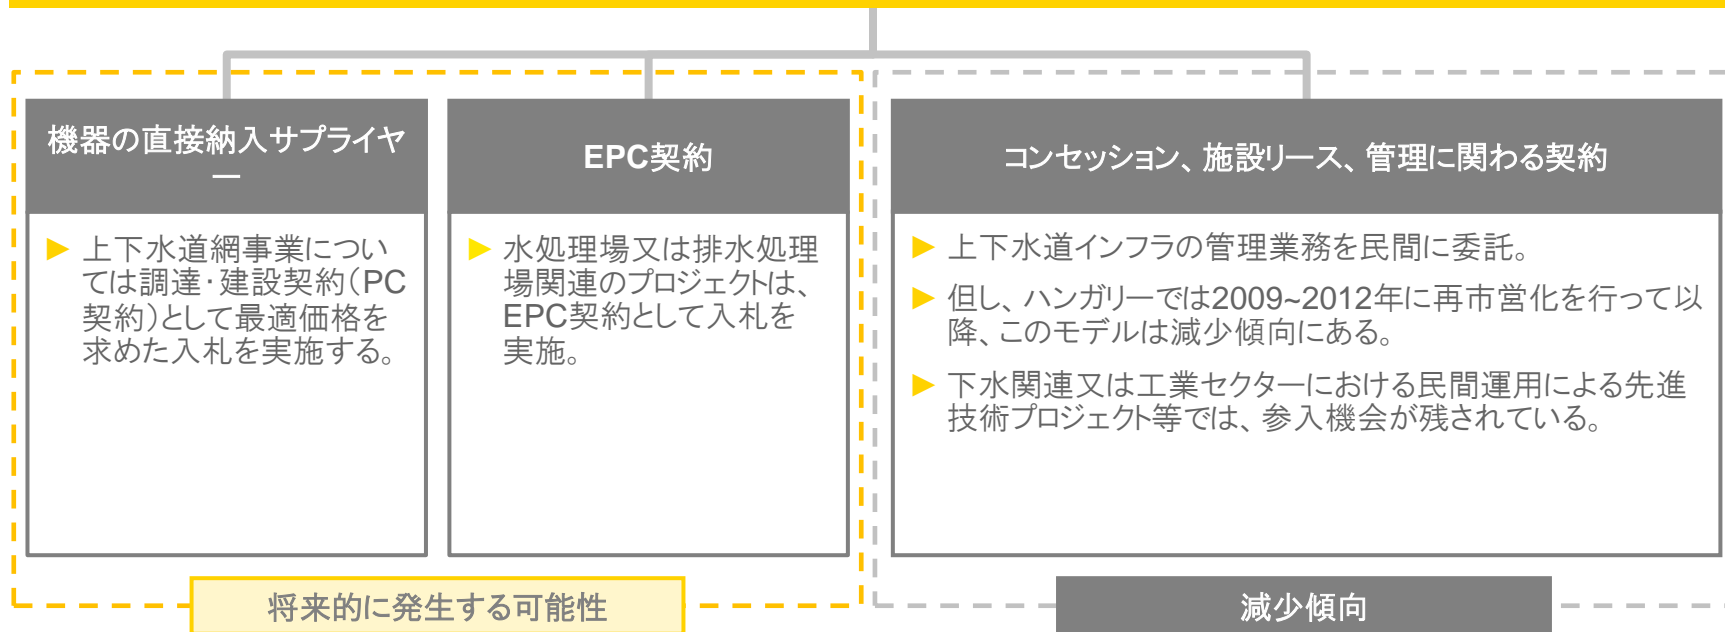 機器の直接納入サプライヤ
ー
EPC契約
コンセッション、施設リース、管理に関わる契約
▶ 上下水道網事業につい
ては調達・建設契約（PC
契約）として最適価格を
求めた入札を実施する。
▶ 水処理場又は排水処理
場関連のプロジェクトは、
EPC契約として入札を
実施。
▶ 上下水道インフラの管理業務を民間に委託。
▶ 但し、ハンガリーでは2009~2012年に再市営化を行って以
降、このモデルは減少傾向にある。
▶ 下水関連又は工業セクターにおける民間運用による先進
技術プロジェクト等では、参入機会が残されている。
将来的に発生する可能性
減少傾向